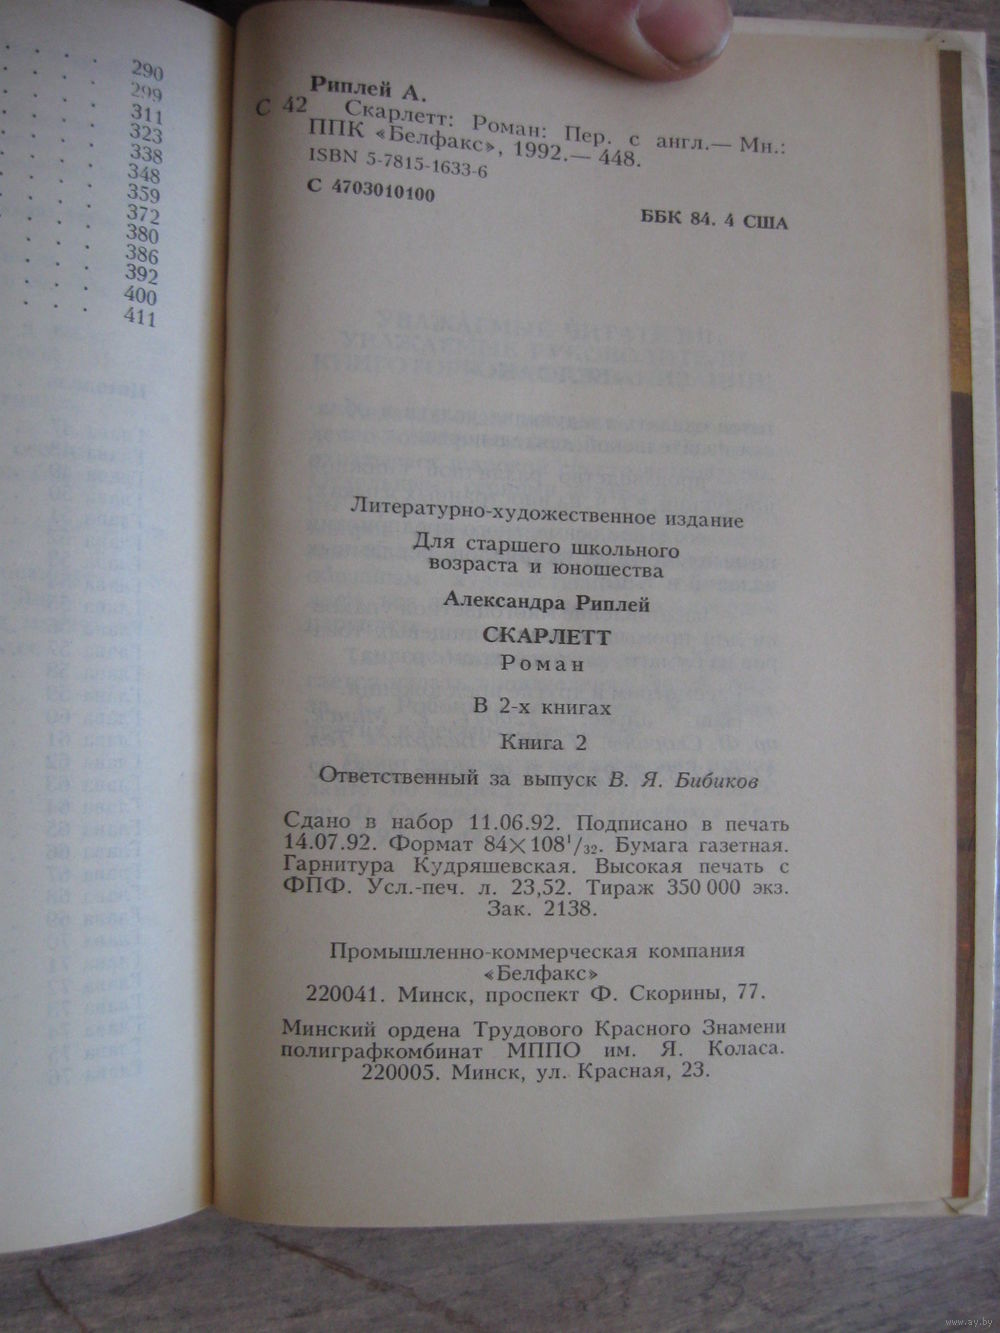 290
299
311
323
338
348
359
372
380
386
392
400
411
Риплей А.
С 42 Скарлетт: Роман: Пер. с англ.— Мн.:
ППК «Белфакс», 1992.— 448.
ISBN 5-7815-1633-6
С 4703010100
ББК 84. 4 США
Литературно-художественное издание
Для старшего школьного
возраста и юношества
Александра Риплей
СКАРЛЕТТ
Роман
В 2-х книгах
Книга 2
Ответственный за выпуск В. Я. Бибиков
Сдано в набор 11.06.92. Подписано в печать
14.07.92. Формат 84×108¹/₃₂. Бумага газетная.
Гарнитура Кудряшевская. Высокая печать с
ФПФ. Усл.-печ. л. 23,52. Тираж 350 000 экз.
Зак. 2138.
Промышленно-коммерческая компания
«Белфакс»
220041. Минск, проспект Ф. Скорины, 77.
Минский ордена Трудового Красного Знамени
полиграфкомбинат МППО им. Я. Коласа.
220005. Минск, ул. Красная, 23.
www.ay.by